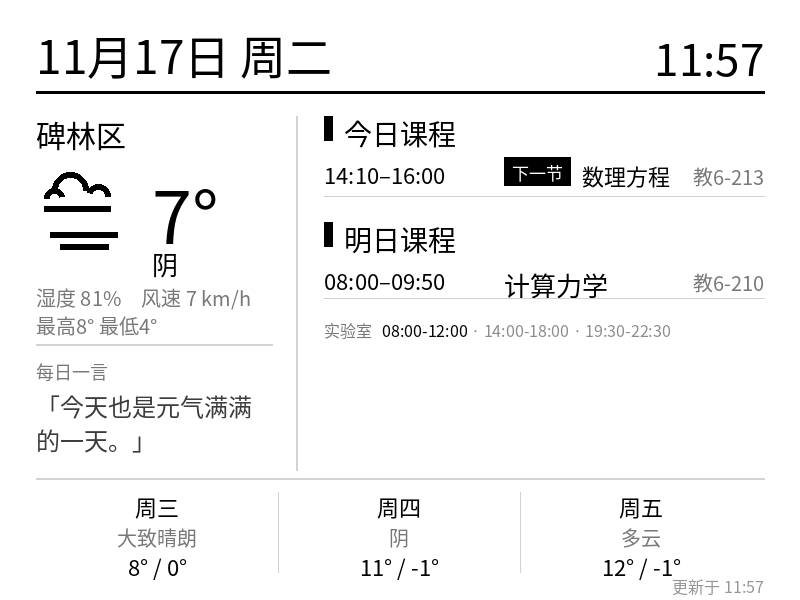 11月17日 周二
11:57
碑林区
7°
阴
湿度 81% 风速 7 km/h
最高8° 最低4°
每日一言
「今天也是元气满满
的一天。」
今日课程
14:10–16:00 下一节 数理方程 教6-213
明日课程
08:00–09:50 计算力学 教6-210
实验室 08:00-12:00 · 14:00-18:00 · 19:30-22:30
周三
大致晴朗
8° / 0°
周四
阴
11° / -1°
周五
多云
12° / -1°
更新于 11:57